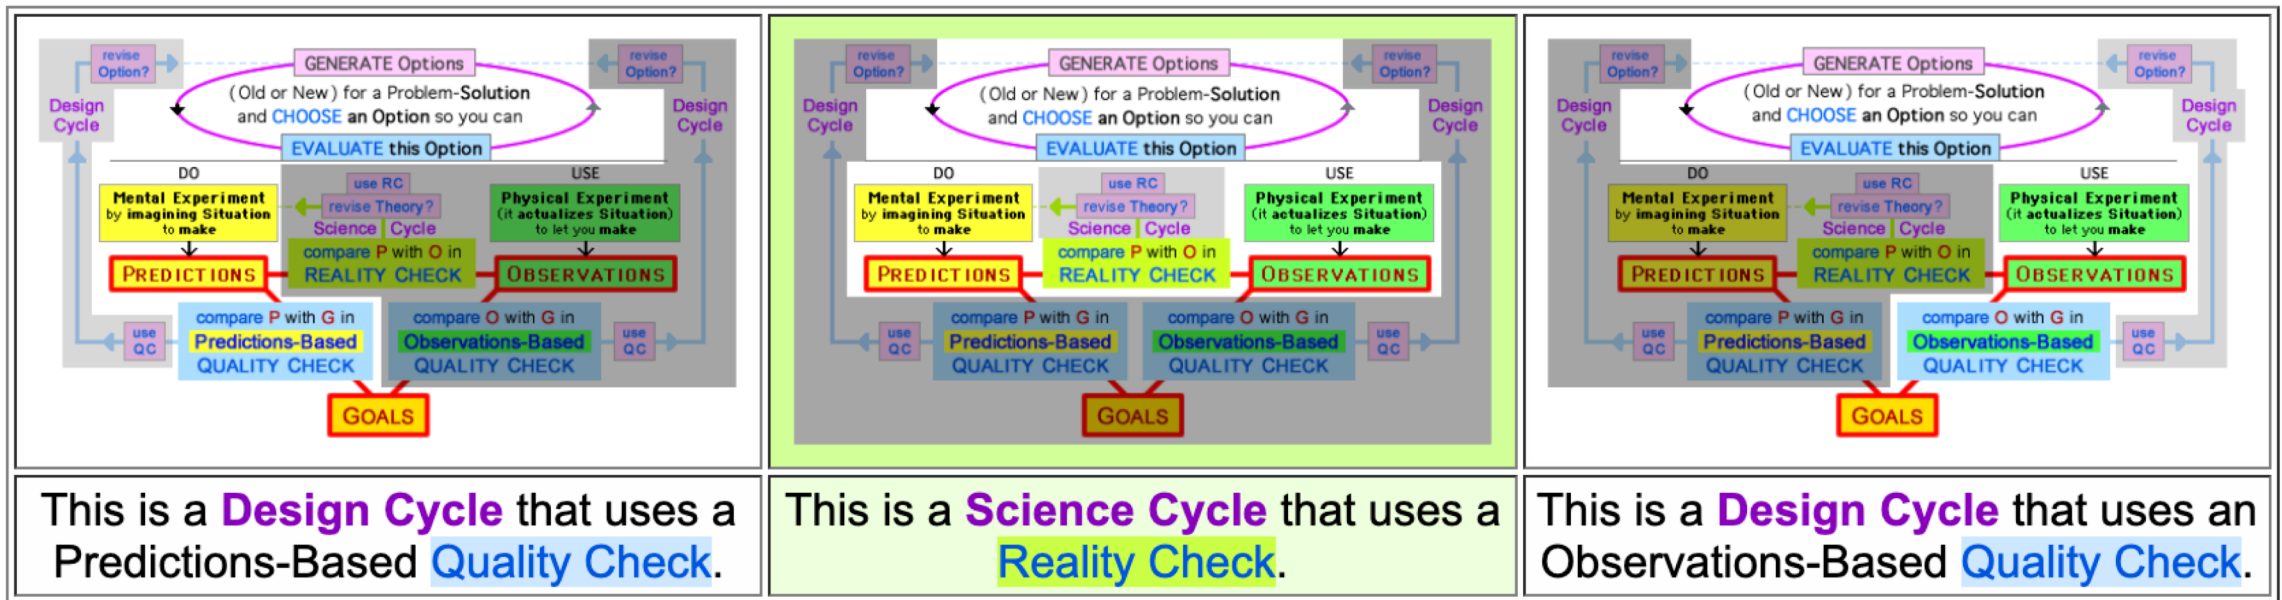 revise
Option?
GENERATE Options
revise
Option?
(Old or New) for a Problem-Solution
and CHOOSE an Option so you can
Design
Cycle
Design
Cycle
EVALUATE this Option
DO
USE
Mental Experiment
by imagining Situation
to make
use RC
revise Theory?
Science Cycle
Physical Experiment
(it actualizes Situation)
to let you make
compare P with O in
REALITY CHECK
PREDICTIONS
OBSERVATIONS
use
QC
compare P with G in
Predictions-Based
QUALITY CHECK
compare O with G in
Observations-Based
QUALITY CHECK
use
QC
GOALS
This is a Design Cycle that uses a
Predictions-Based Quality Check.
revise
Option?
GENERATE Options
revise
Option?
(Old or New) for a Problem-Solution
and CHOOSE an Option so you can
Design
Cycle
Design
Cycle
EVALUATE this Option
DO
USE
Mental Experiment
by imagining Situation
to make
use RC
revise Theory?
Science Cycle
Physical Experiment
(it actualizes Situation)
to let you make
compare P with O in
REALITY CHECK
PREDICTIONS
OBSERVATIONS
use
QC
compare P with G in
Predictions-Based
QUALITY CHECK
compare O with G in
Observations-Based
QUALITY CHECK
use
QC
GOALS
This is a Science Cycle that uses a
Reality Check.
revise
Option?
GENERATE Options
revise
Option?
(Old or New) for a Problem-Solution
and CHOOSE an Option so you can
Design
Cycle
Design
Cycle
EVALUATE this Option
DO
USE
Mental Experiment
by imagining Situation
to make
use RC
revise Theory?
Science Cycle
Physical Experiment
(it actualizes Situation)
to let you make
compare P with O in
REALITY CHECK
PREDICTIONS
OBSERVATIONS
use
QC
compare P with G in
Predictions-Based
QUALITY CHECK
compare O with G in
Observations-Based
QUALITY CHECK
use
QC
GOALS
This is a Design Cycle that uses an
Observations-Based Quality Check.